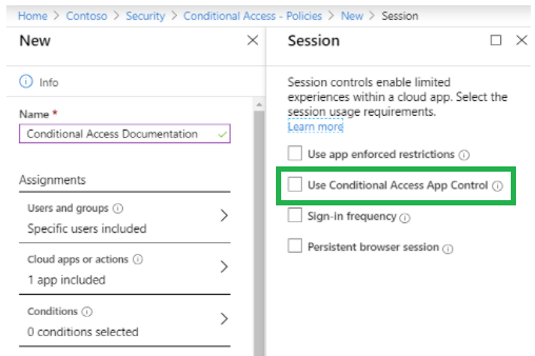 Home > Contoso > Security > Conditional Access - Policies > New > Session
New
Info
Name *
Conditional Access Documentation
Assignments
Users and groups
Specific users included
Cloud apps or actions
1 app included
Conditions
0 conditions selected
Session
Session controls enable limited
experiences within a cloud app. Select the
session usage requirements.
Learn more
Use app enforced restrictions
Use Conditional Access App Control
Sign-in frequency
Persistent browser session